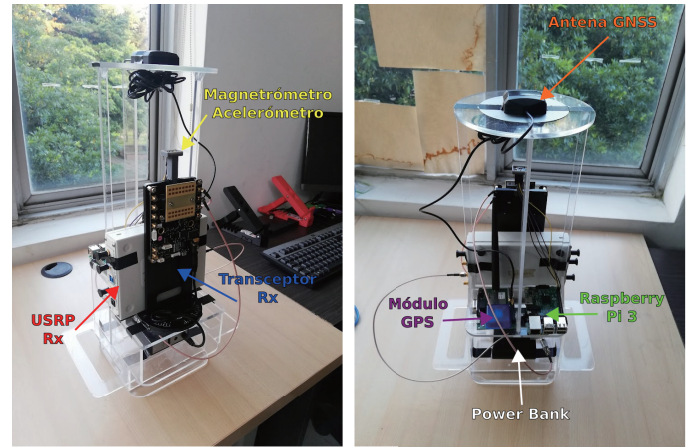 Magnetrómetro
Acelerómetro
Transceptor
Rx
USRP
Rx
Antena GNSS
Módulo
GPS
Raspberry
Pi 3
Power Bank